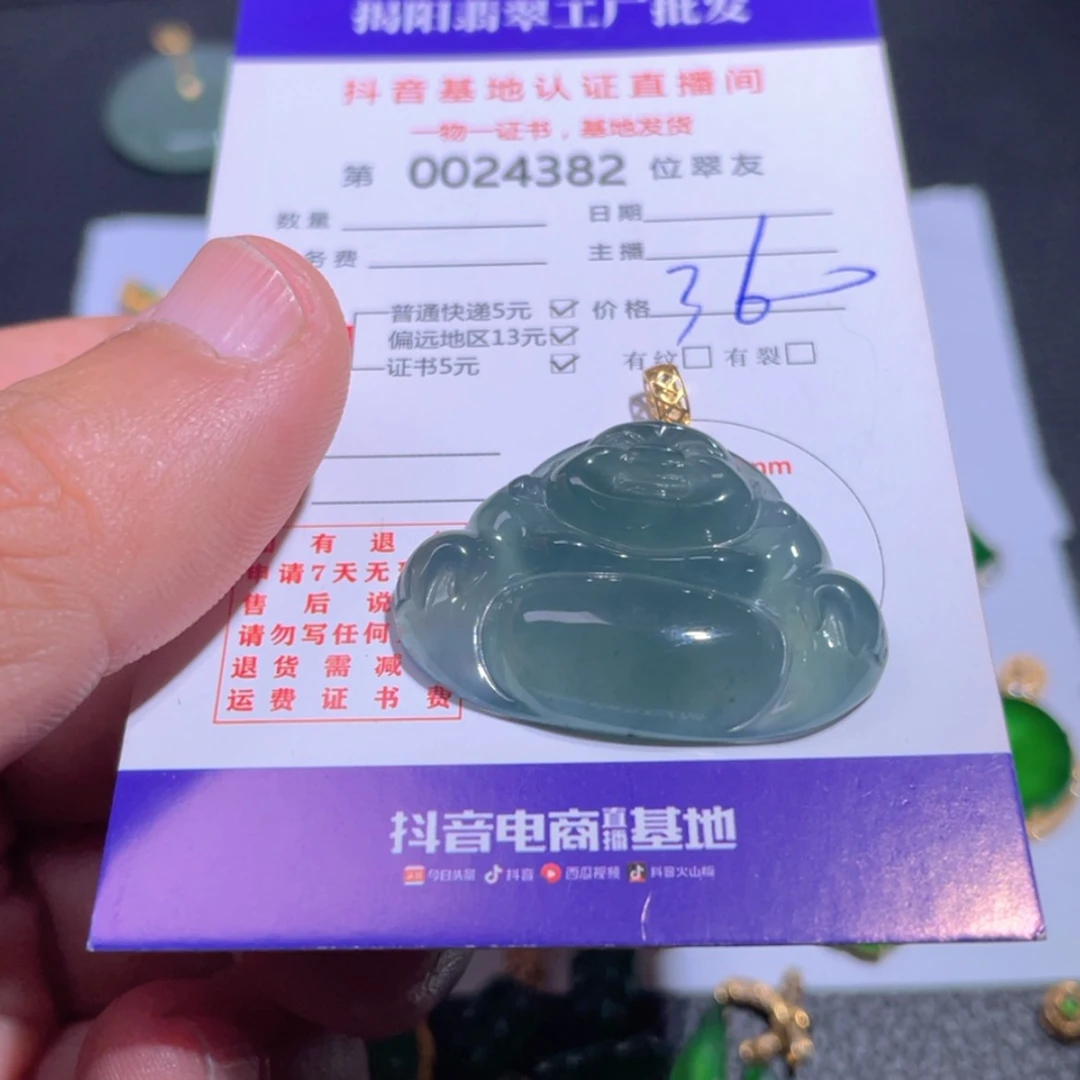 揭阳翡翠工厂批发
抖音基地认证直播间
一物一证书，基地发货
第 0024382 位翠友
数量 日期
务费 主播
普通快递5元 ☑ 价格 360
偏远地区13元 ☑
证书5元 ☑ 有纹 □ 有裂 □
mm
有 退
申请7天无
售 后 说
请勿写任何
退 货 需 减
运 费 证 书 费
抖音电商直播基地
今日头条 抖音 西瓜视频 抖音火山版